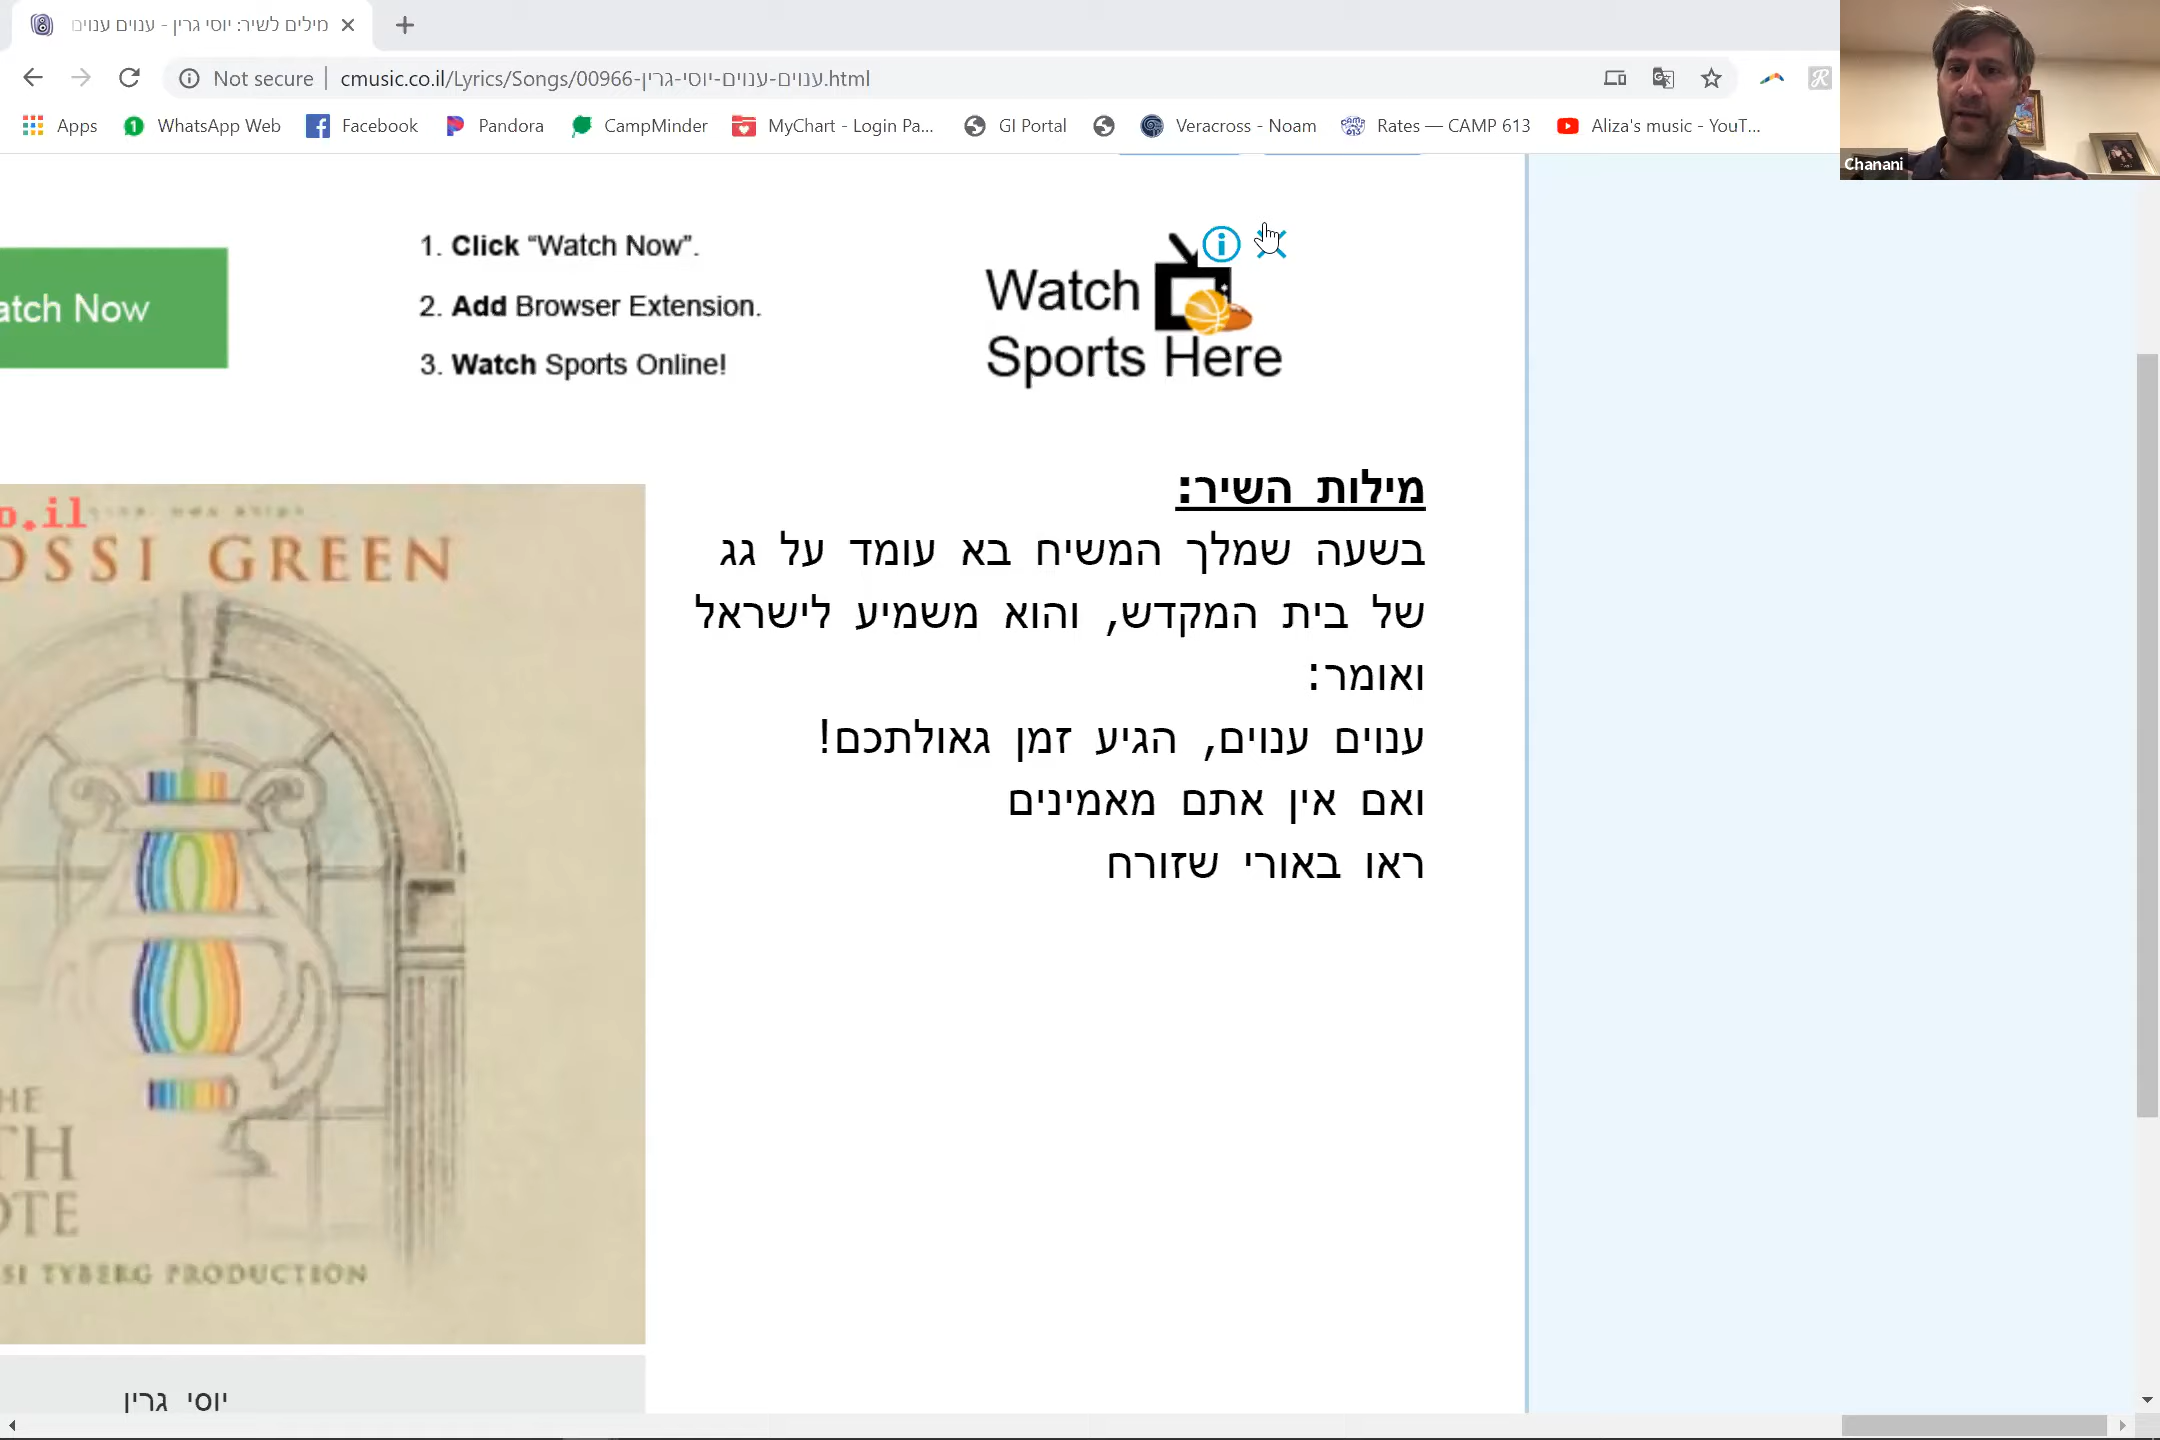 מילים לשיר: יוסי גרין - ענוים ענוים
Not secure
cmusic.co.il/Lyrics/Songs/00966-ענוים-ענוים-יוסי-גרין.html
Apps
WhatsApp Web
Facebook
Pandora
CampMinder
MyChart - Login Pa...
GI Portal
Veracross - Noam
Rates — CAMP 613
Aliza's music - YouT...
Chanani
atch Now
1. Click “Watch Now”.
2. Add Browser Extension.
3. Watch Sports Online!
Watch
Sports Here
מילות השיר:
בשעה שמלך המשיח בא עומד על גג
של בית המקדש, והוא משמיע לישראל
ואומר:
ענוים ענוים, הגיע זמן גאולתכם!
ואם אין אתם מאמינים
ראו באורי שזורח
o.il
OSSI GREEN
HE
TH
OTE
SI TYBERG PRODUCTION
יוסי גרין